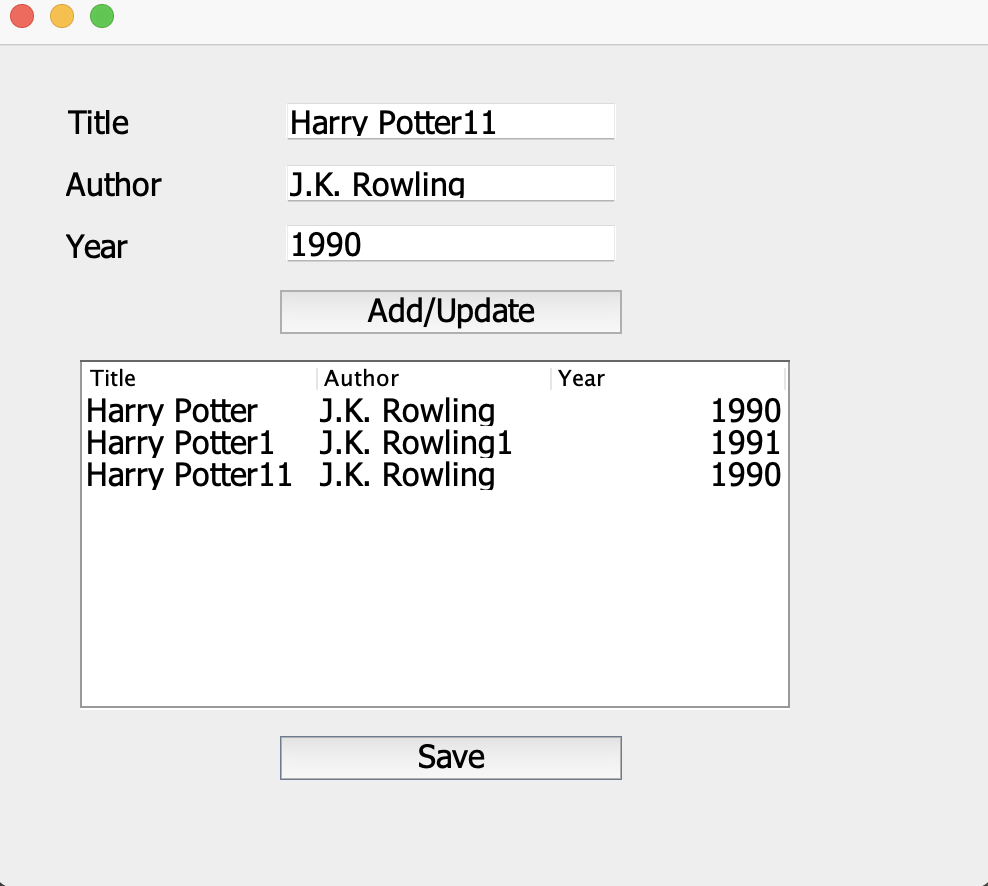 Title Harry Potter11
Author J.K. Rowling
Year 1990
Add/Update
Title Author Year
Harry Potter J.K. Rowling 1990
Harry Potter1 J.K. Rowling1 1991
Harry Potter11 J.K. Rowling 1990
Save